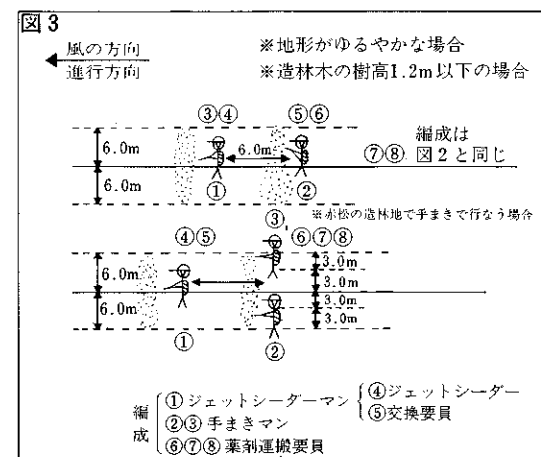 図3
風の方向
進行方向
※地形がゆるやかな場合
※造林木の樹高1.2m以下の場合
③④ ⑤⑥
6.0m 6.0m
6.0m
編成は
⑦⑧ 図2と同じ
① ②
※赤松の造林地で手まきで行なう場合
③
④⑤ ⑥⑦⑧
6.0m 3.0m
3.0m
6.0m 3.0m
3.0m
① ②
編成
①ジェットシーダーマン ④ジェットシーダー
⑤交換要員
②③手まきマン
⑥⑦⑧薬剤運搬要員